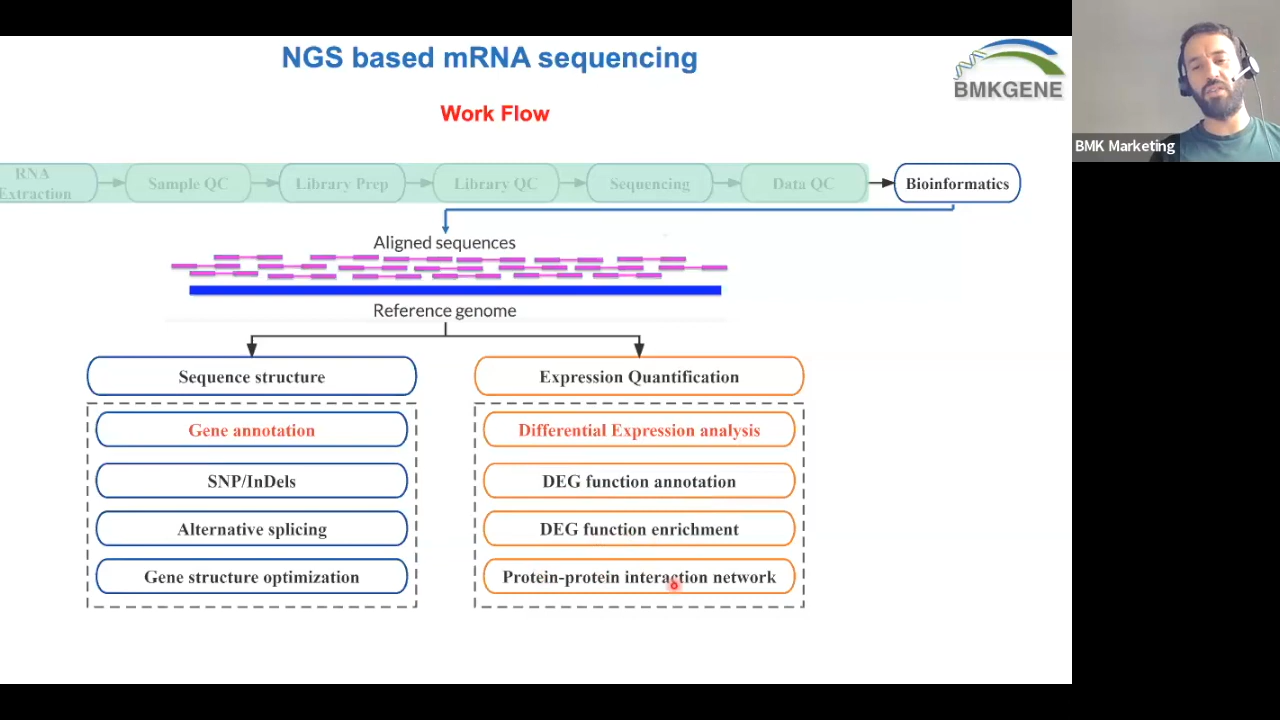 NGS based mRNA sequencing
BMKGENE
Work Flow
BMK Marketing
RNA
Extraction
Sample QC
Library Prep
Library QC
Sequencing
Data QC
Bioinformatics
Aligned sequences
Reference genome
Sequence structure
Expression Quantification
Gene annotation
Differential Expression analysis
SNP/InDels
DEG function annotation
Alternative splicing
DEG function enrichment
Gene structure optimization
Protein-protein interaction network